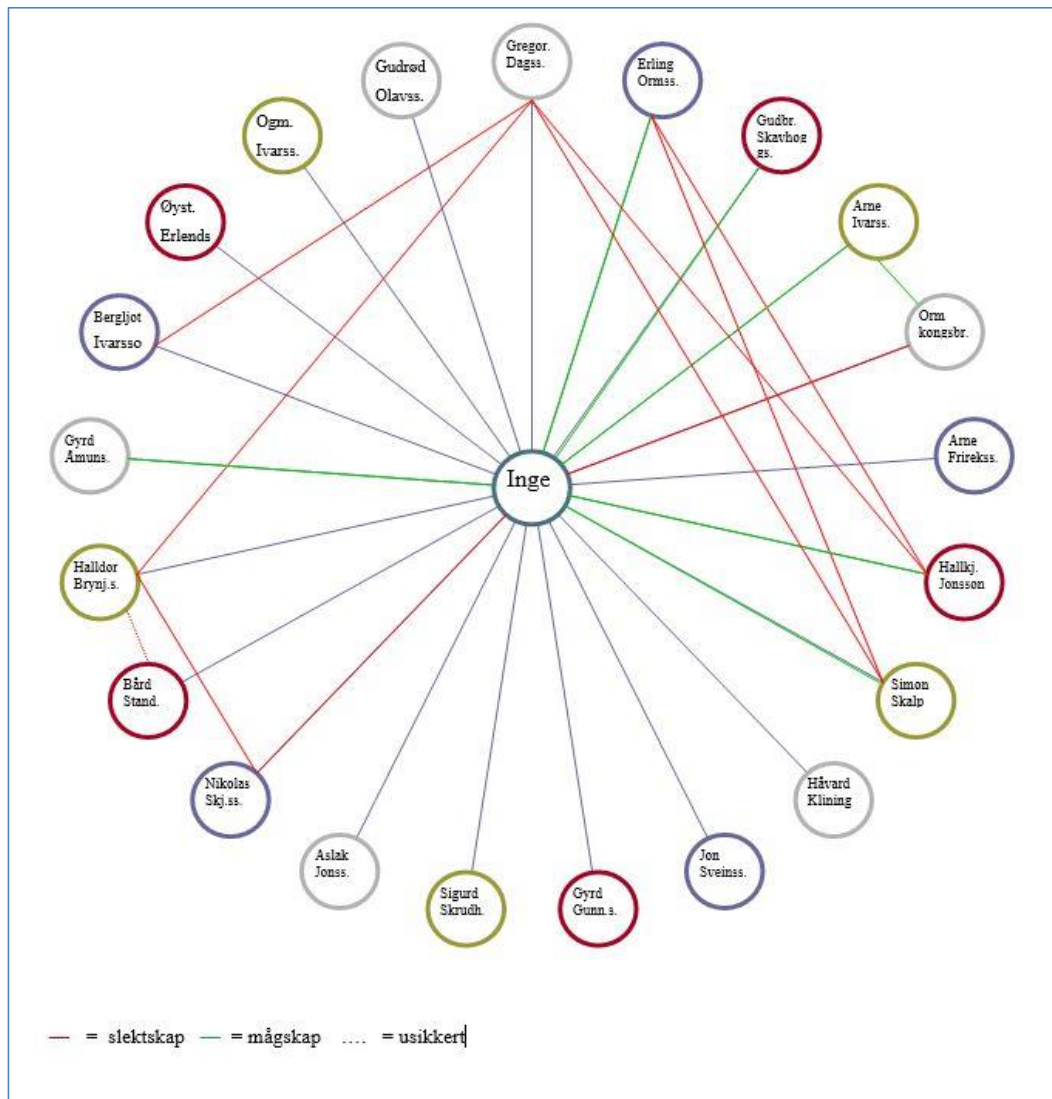 Gregor.
Dagss.
Erling
Ormss.
Gudrød
Olavss.
Gudbr.
Skavhøg
gs.
Ogm.
Ivarss.
Arne
Ivarss.
Øyst.
Erlends
Orm
kongsbr.
Bergljot
Ivarsso
Gyrd
Åmuns.
Arne
Frirekss.
Inge
Halldor
Brynj.s.
Hallkj.
Jonsson
Bård
Stand.
Simon
Skalp
Nikolas
Skj.ss.
Håvard
Klining
Aslak
Jonss.
Jon
Sveinss.
Sigurd
Skrudh.
Gyrd
Gunn.s.
= slektskap = mågskap .... = usikkert